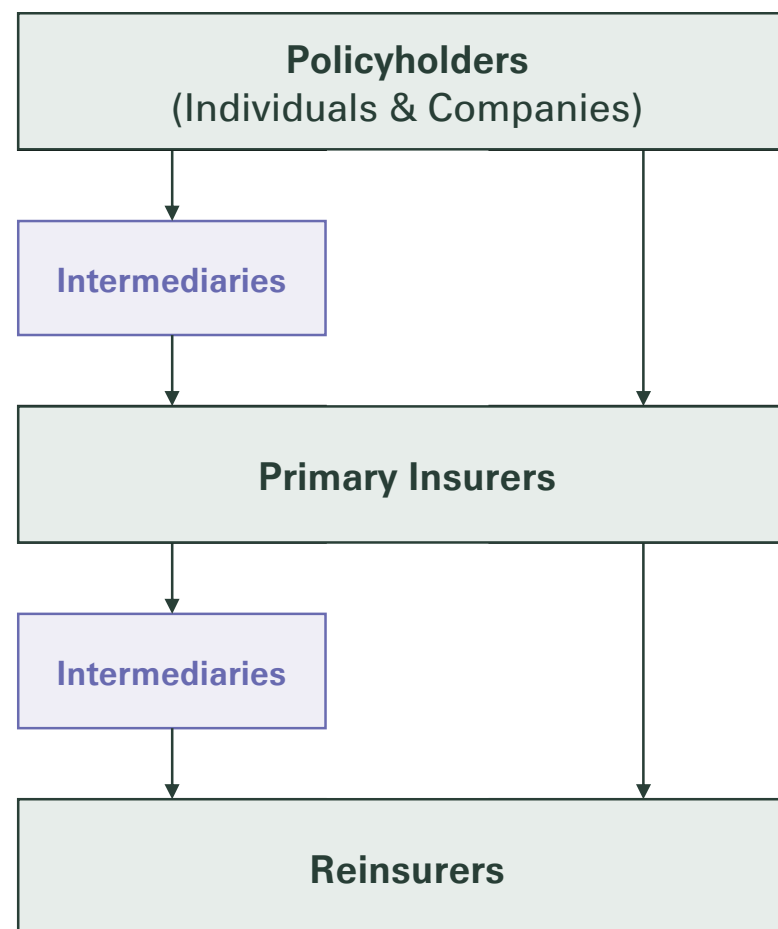 Policyholders
(Individuals & Companies)
Intermediaries
Primary Insurers
Intermediaries
Reinsurers